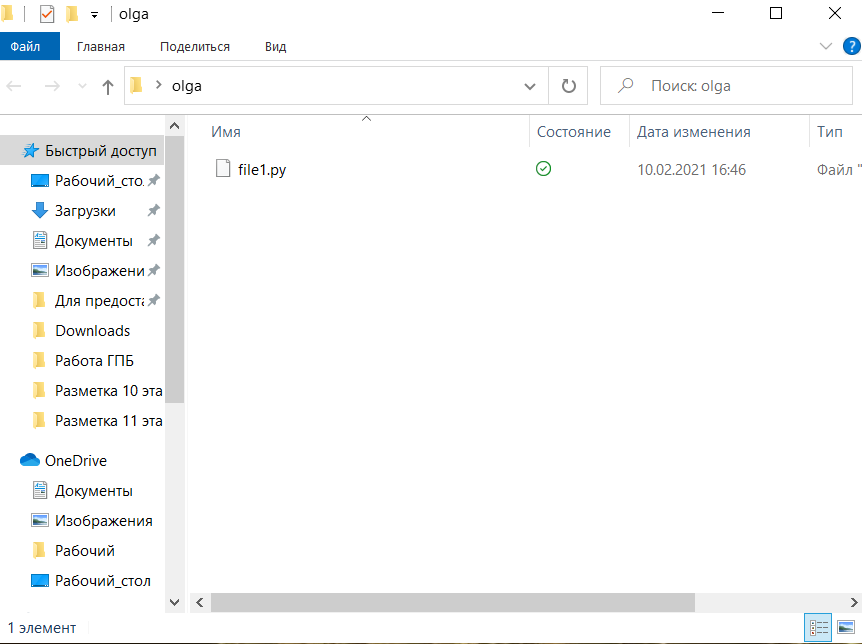 olga
Файл Главная Поделиться Вид
olga
Поиск: olga
Имя Состояние Дата изменения Тип
file1.py 10.02.2021 16:46 Файл "
Быстрый доступ
Рабочий_сто
Загрузки
Документы
Изображени
Для предоста
Downloads
Работа ГПБ
Разметка 10 эта
Разметка 11 эта
OneDrive
Документы
Изображения
Рабочий
Рабочий_стол
1 элемент